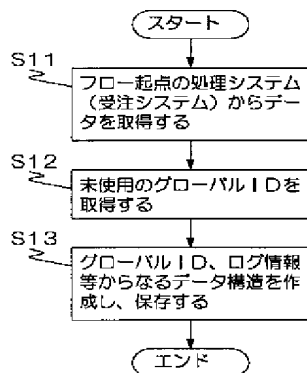 スタート
S11
フロー起点の処理システム
(受注システム)からデー
タを取得する
S12
未使用のグローバルIDを
取得する
S13
グローバルID、ログ情報
等からなるデータ構造を作
成し、保存する
エンド